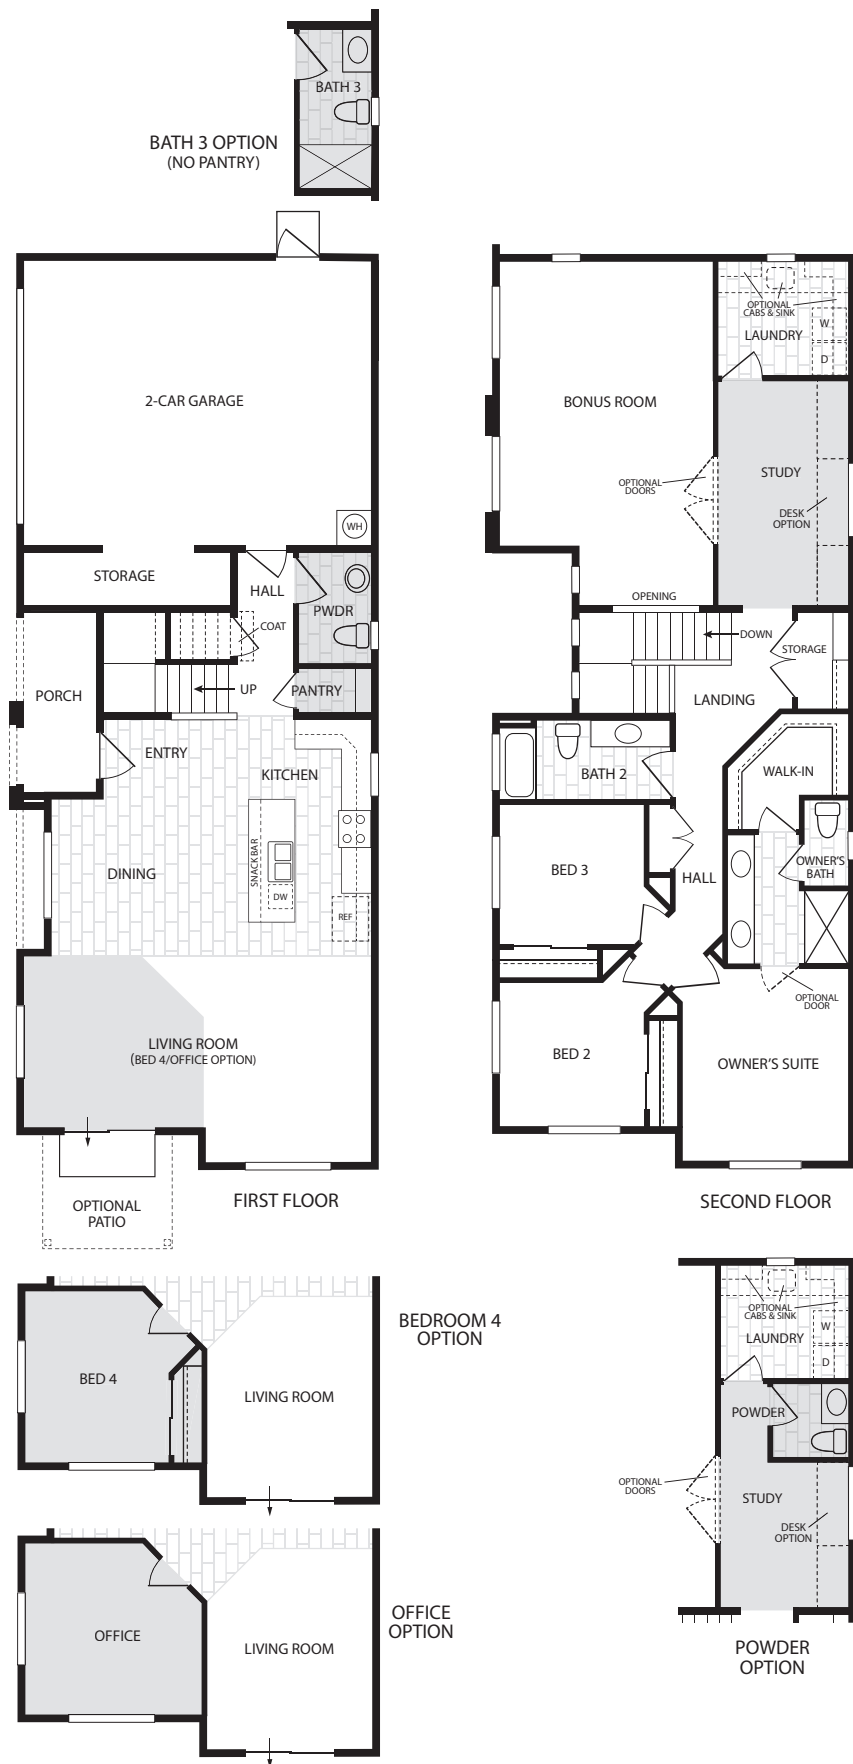 BATH 3
BATH 3 OPTION
(NO PANTRY)
2-CAR GARAGE
WH
STORAGE
HALL
PWDR
COAT
UP
PANTRY
PORCH
ENTRY
KITCHEN
DINING
SNACK BAR
DW
REF
LIVING ROOM
(BED 4/OFFICE OPTION)
OPTIONAL
PATIO
FIRST FLOOR
OPTIONAL
CABS & SINK
W
LAUNDRY
D
BONUS ROOM
STUDY
OPTIONAL
DOORS
DESK
OPTION
OPENING
DOWN
STORAGE
LANDING
BATH 2
WALK-IN
BED 3
HALL
OWNER'S
BATH
OPTIONAL
DOOR
BED 2
OWNER'S SUITE
SECOND FLOOR
BEDROOM 4
OPTION
BED 4
LIVING ROOM
OFFICE
OPTION
OFFICE
LIVING ROOM
OPTIONAL
CABS & SINK
W
LAUNDRY
D
POWDER
OPTIONAL
DOORS
STUDY
DESK
OPTION
POWDER
OPTION